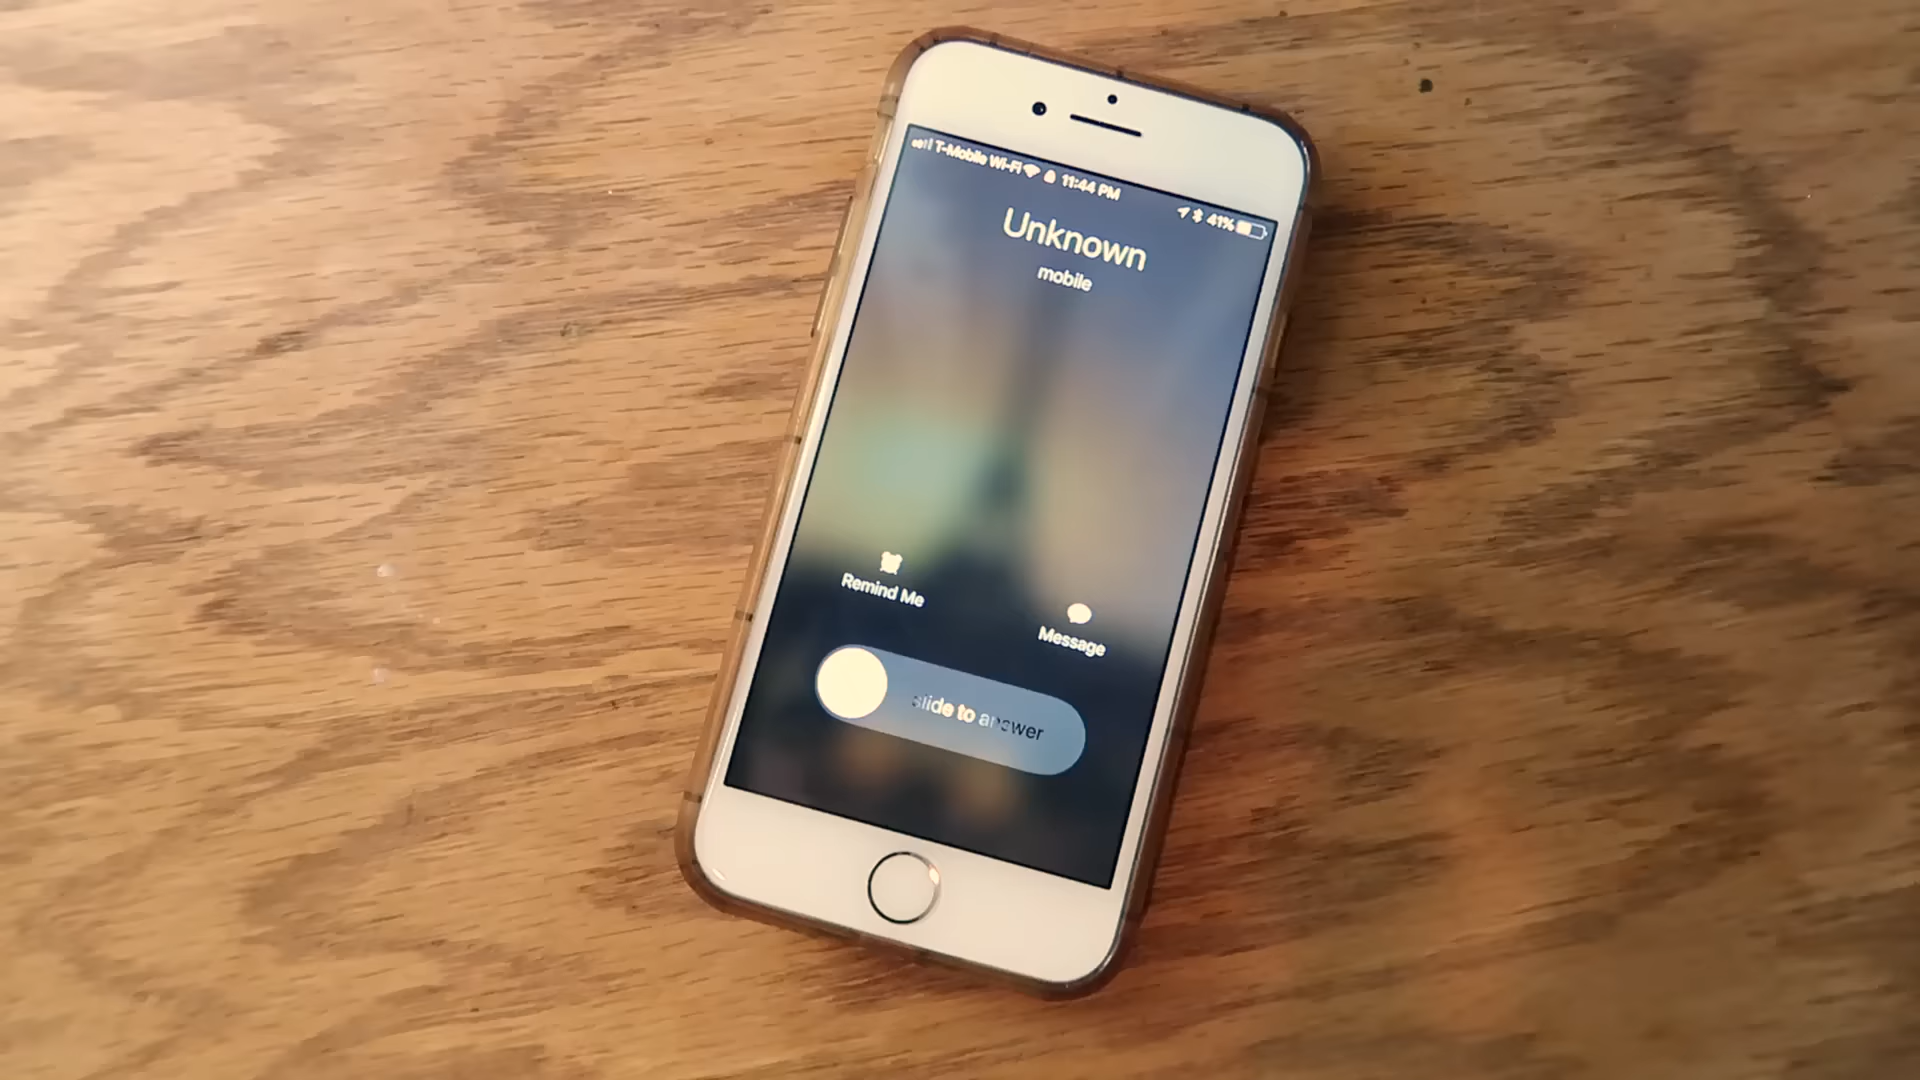 T-Mobile Wi-Fi 11:44 PM 41%
Unknown
mobile
Remind Me
Message
slide to answer